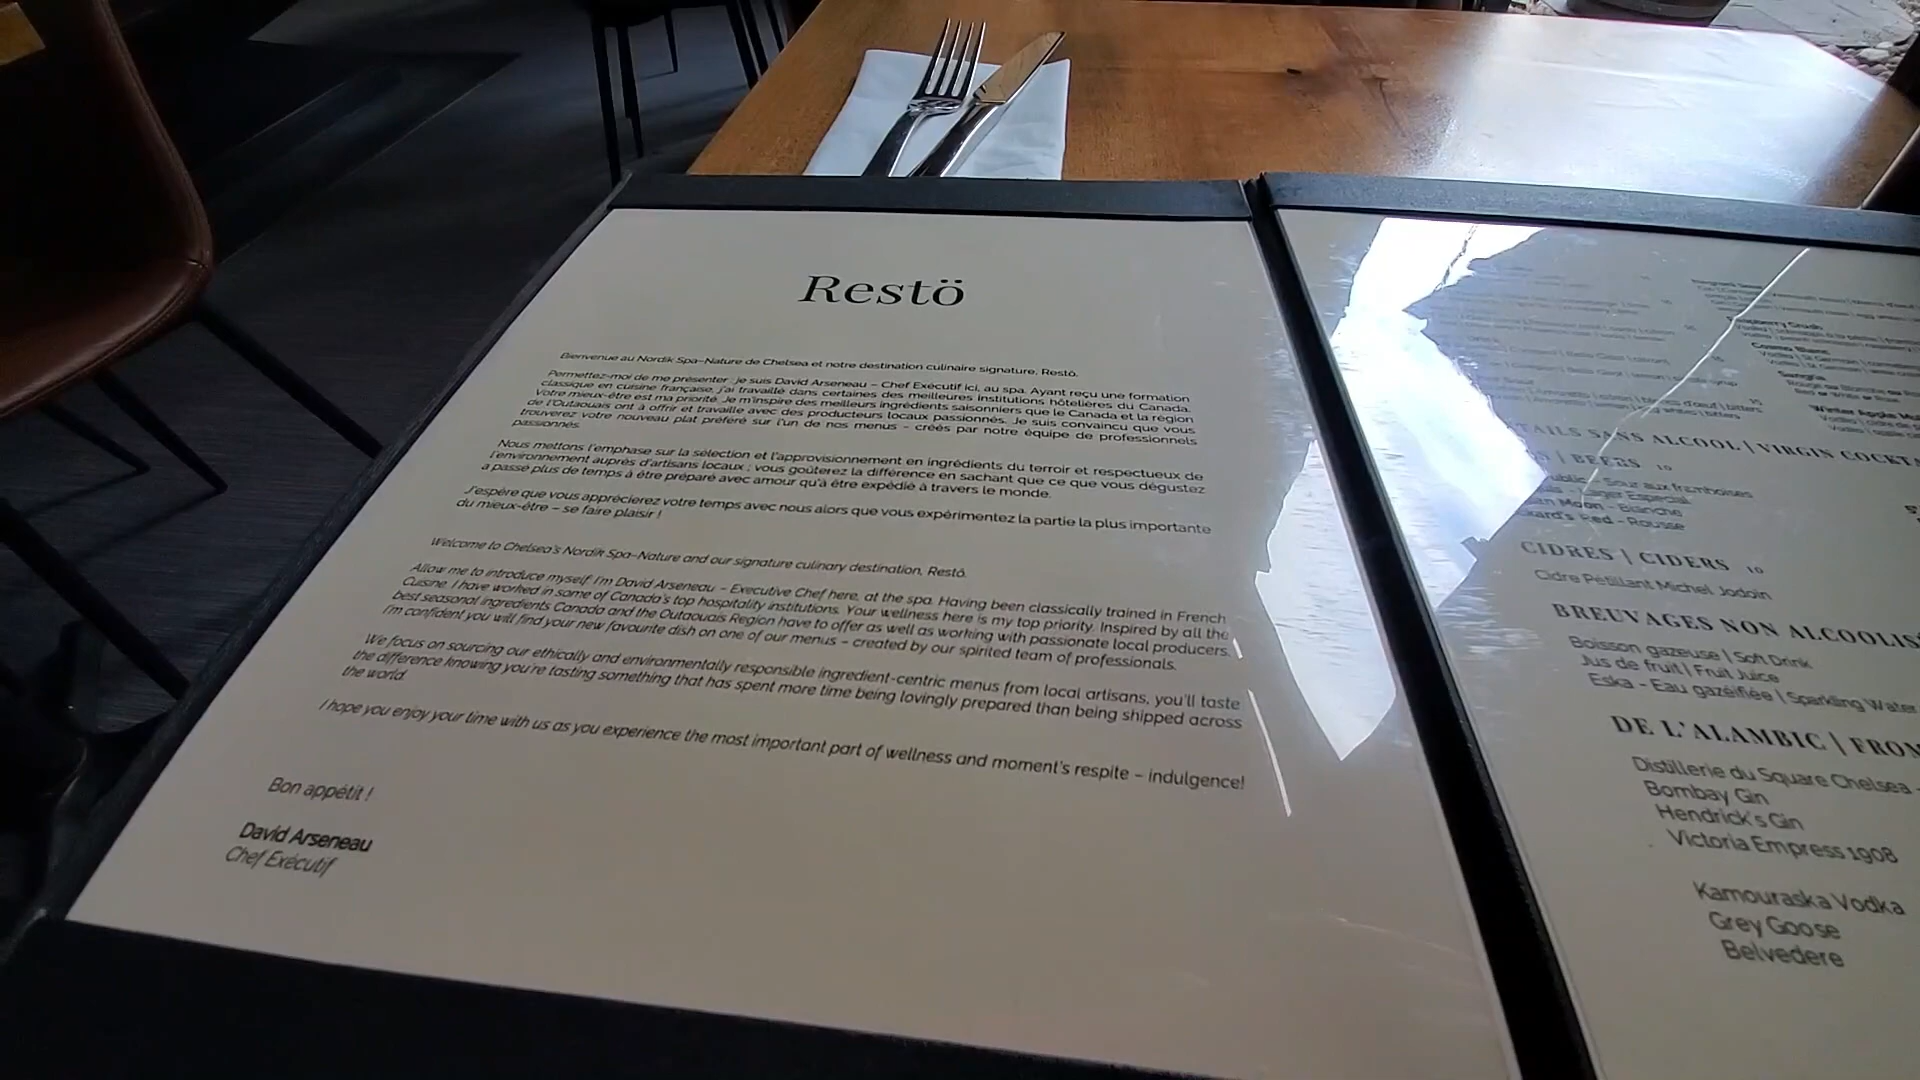 Restö
Bienvenue au Nordik Spa-Nature de Chelsea et notre destination culinaire signature, Restö.
Permettez-moi de me présenter : je suis David Arseneau – Chef Exécutif ici, au spa. Ayant reçu une formation
classique en cuisine française, j'ai travaillé dans certaines des meilleures institutions hôtelières du Canada.
Votre mieux-être est ma priorité. Je m'inspire des meilleurs ingrédients saisonniers que le Canada et la région
de l'Outaouais ont à offrir et travaille avec des producteurs locaux passionnés. Je suis convaincu que vous
trouverez votre nouveau plat préféré sur l'un de nos menus – créés par notre équipe de professionnels
passionnés.
Nous mettons l'emphase sur la sélection et l'approvisionnement en ingrédients du terroir et respectueux de
l'environnement auprès d'artisans locaux ; vous goûterez la différence en sachant que ce que vous dégustez
a passé plus de temps à être préparé avec amour qu'à être expédié à travers le monde.
J'espère que vous apprécierez votre temps avec nous alors que vous expérimentez la partie la plus importante
du mieux-être – se faire plaisir !
Welcome to Chelsea's Nordik Spa-Nature and our signature culinary destination, Restö.
Allow me to introduce myself. I'm David Arseneau – Executive Chef here, at the spa. Having been classically trained in French
Cuisine, I have worked in some of Canada's top hospitality institutions. Your wellness here is my top priority. Inspired by all the
best seasonal ingredients Canada and the Outaouais Region have to offer as well as working with passionate local producers,
I'm confident you will find your new favourite dish on one of our menus – created by our spirited team of professionals.
We focus on sourcing our ethically and environmentally responsible ingredient-centric menus from local artisans, you'll taste
the difference knowing you're tasting something that has spent more time being lovingly prepared than being shipped across
the world.
I hope you enjoy your time with us as you experience the most important part of wellness and moment's respite – indulgence!
Bon appétit !
David Arseneau
Chef Exécutif
Cosmo Blanc
Sangria
Winter Apple
SANS ALCOOL | VIRGIN
| BEERS 10
- Sour aux framboises
Lager Especial
Moon - Blanche
Red - Rousse
CIDRES | CIDERS 10
Cidre Pétillant Michel Jodoin
BREUVAGES NON
Boisson gazeuse | Soft Drink
Jus de fruit | Fruit Juice
Eska - Eau gazéifiée | Sparkling Water
DE L'ALAMBIC |
Distillerie du Square Chelsea -
Bombay Gin
Hendrick's Gin
Victoria Empress 1908
Kamouraska Vodka
Grey Goose
Belvedere